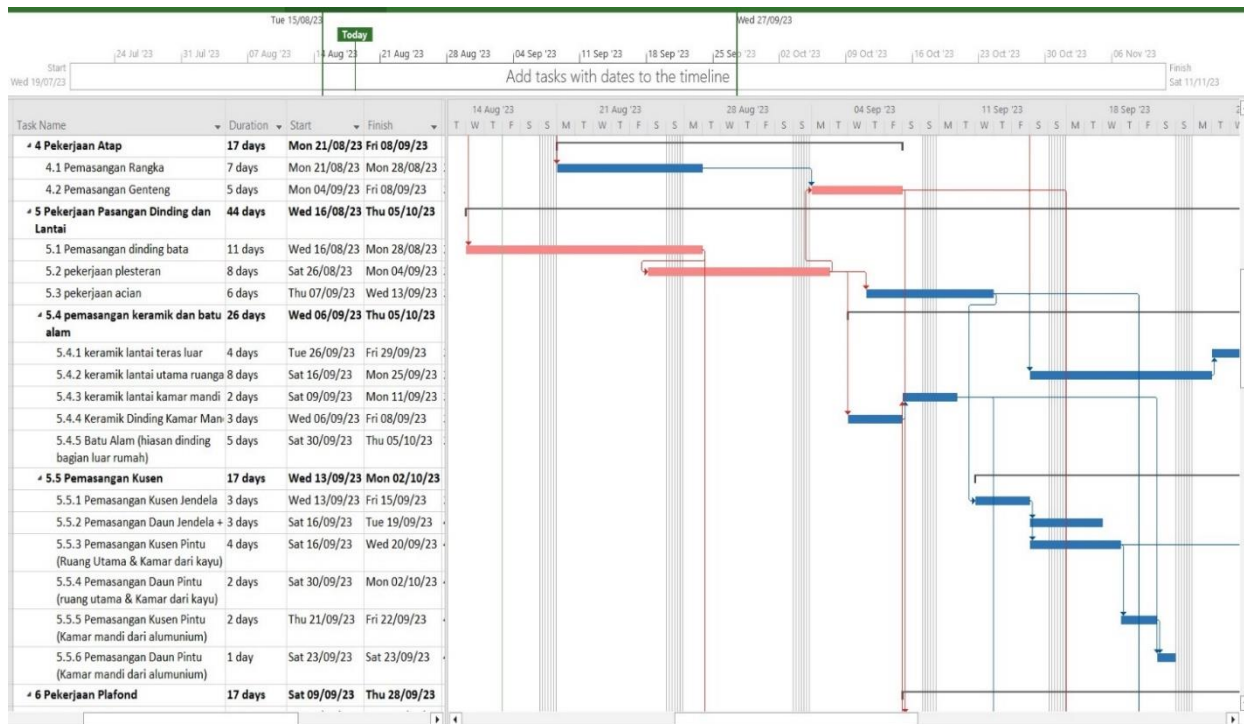 Tue 15/08/23 Wed 27/09/23
Today
24 Jul '23 31 Jul '23 07 Aug '23 14 Aug '23 21 Aug '23 28 Aug '23 04 Sep '23 11 Sep '23 18 Sep '23 25 Sep '23 02 Oct '23 09 Oct '23 16 Oct '23 23 Oct '23 30 Oct '23 06 Nov '23
Start
Wed 19/07/23
Add tasks with dates to the timeline
Finish
Sat 11/11/23
14 Aug '23 21 Aug '23 28 Aug '23 04 Sep '23 11 Sep '23 18 Sep '23
Task Name Duration Start Finish
T W T F S S M T W T F S S M T W T F S S M T W T F S S M T W T F S S M T W T F S S M T W
4 Pekerjaan Atap 17 days Mon 21/08/23 Fri 08/09/23
4.1 Pemasangan Rangka 7 days Mon 21/08/23 Mon 28/08/23
4.2 Pemasangan Genteng 5 days Mon 04/09/23 Fri 08/09/23
5 Pekerjaan Pasangan Dinding dan 44 days Wed 16/08/23 Thu 05/10/23
Lantai
5.1 Pemasangan dinding bata 11 days Wed 16/08/23 Mon 28/08/23
5.2 pekerjaan plesteran 8 days Sat 26/08/23 Mon 04/09/23
5.3 pekerjaan acian 6 days Thu 07/09/23 Wed 13/09/23
5.4 pemasangan keramik dan batu 26 days Wed 06/09/23 Thu 05/10/23
alam
5.4.1 keramik lantai teras luar 4 days Tue 26/09/23 Fri 29/09/23
5.4.2 keramik lantai utama ruanga 8 days Sat 16/09/23 Mon 25/09/23
5.4.3 keramik lantai kamar mandi 2 days Sat 09/09/23 Mon 11/09/23
5.4.4 Keramik Dinding Kamar Man 3 days Wed 06/09/23 Fri 08/09/23
5.4.5 Batu Alam (hiasan dinding 5 days Sat 30/09/23 Thu 05/10/23
bagian luar rumah)
5.5 Pemasangan Kusen 17 days Wed 13/09/23 Mon 02/10/23
5.5.1 Pemasangan Kusen Jendela 3 days Wed 13/09/23 Fri 15/09/23
5.5.2 Pemasangan Daun Jendela + 3 days Sat 16/09/23 Tue 19/09/23
5.5.3 Pemasangan Kusen Pintu 4 days Sat 16/09/23 Wed 20/09/23
(Ruang Utama & Kamar dari kayu)
5.5.4 Pemasangan Daun Pintu 2 days Sat 30/09/23 Mon 02/10/23
(ruang utama & Kamar dari kayu)
5.5.5 Pemasangan Kusen Pintu 2 days Thu 21/09/23 Fri 22/09/23
(Kamar mandi dari alumunium)
5.5.6 Pemasangan Daun Pintu 1 day Sat 23/09/23 Sat 23/09/23
(Kamar mandi dari alumunium)
6 Pekerjaan Plafond 17 days Sat 09/09/23 Thu 28/09/23